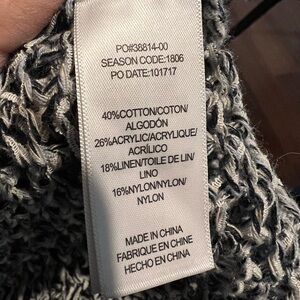 PO#38814-00
SEASON CODE:1806
PO DATE:101717
40%COTTON/COTON/
ALGODÓN
26%ACRYLIC/ACRYLIQUE/
ACRÍLICO
18%LINEN/TOILE DE LIN/
LINO
16%NYLON/NYLON/
NYLON
MADE IN CHINA
FABRIQUE EN CHINE
HECHO EN CHINA